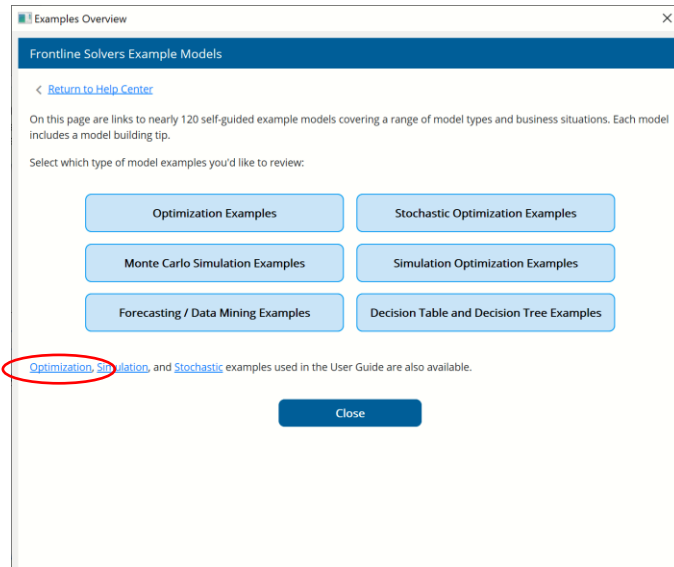 Examples Overview
Frontline Solvers Example Models
< Return to Help Center
On this page are links to nearly 120 self-guided example models covering a range of model types and business situations. Each model
includes a model building tip.
Select which type of model examples you'd like to review:
Optimization Examples
Stochastic Optimization Examples
Monte Carlo Simulation Examples
Simulation Optimization Examples
Forecasting / Data Mining Examples
Decision Table and Decision Tree Examples
Optimization, Simulation, and Stochastic examples used in the User Guide are also available.
Close